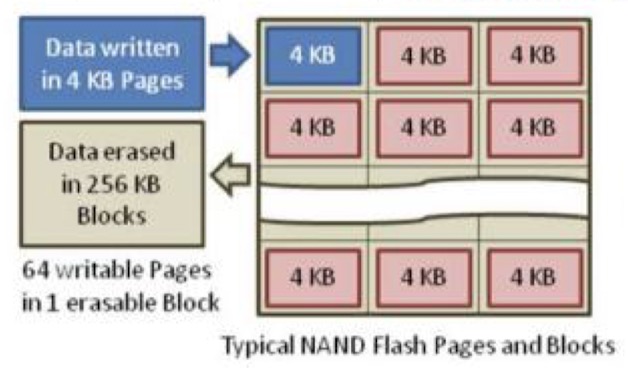 Data written
in 4 KB Pages
4 KB
4 KB
4 KB
4 KB
4 KB
4 KB
Data erased
in 256 KB
Blocks
4 KB
4 KB
4 KB
64 writable Pages
in 1 erasable Block
Typical NAND Flash Pages and Blocks